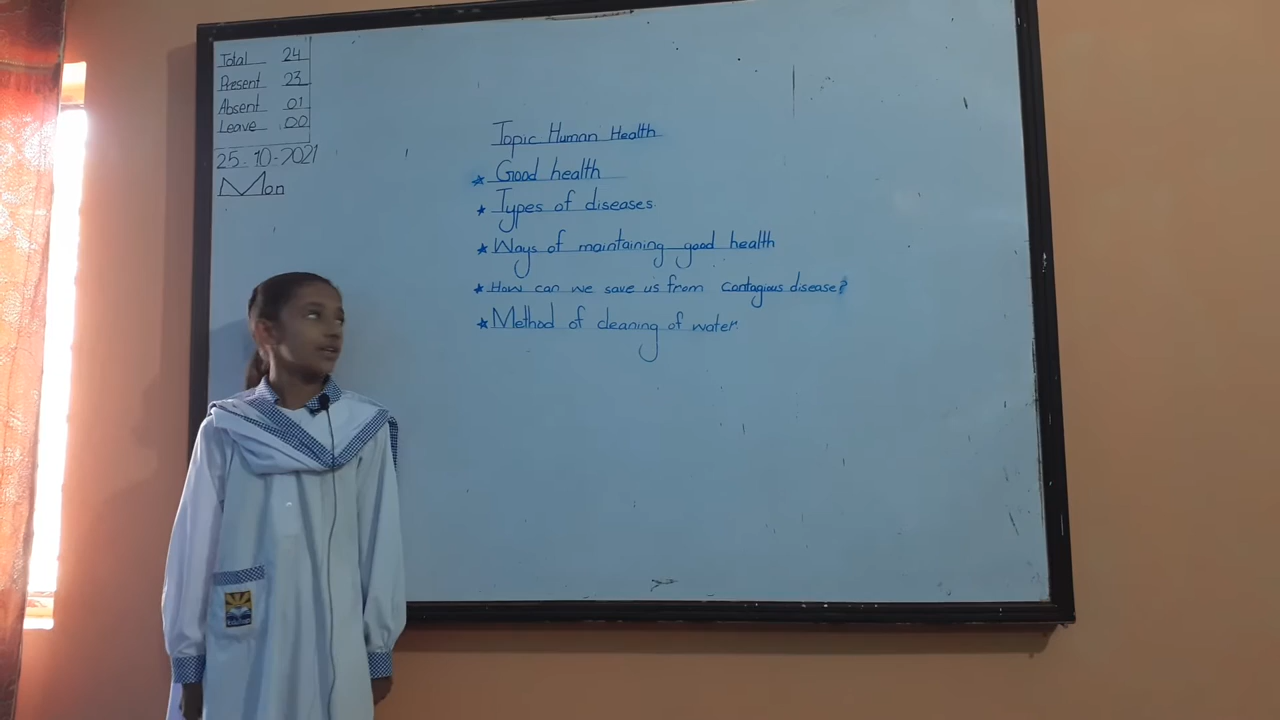 Total 24
Present 23
Absent 01
Leave 00
25-10-2021
Mon
Topic Human Health
★ Good health
★ Types of diseases.
★ Ways of maintaining good health
★ How can we save us from contagious disease?
★ Method of cleaning of water.